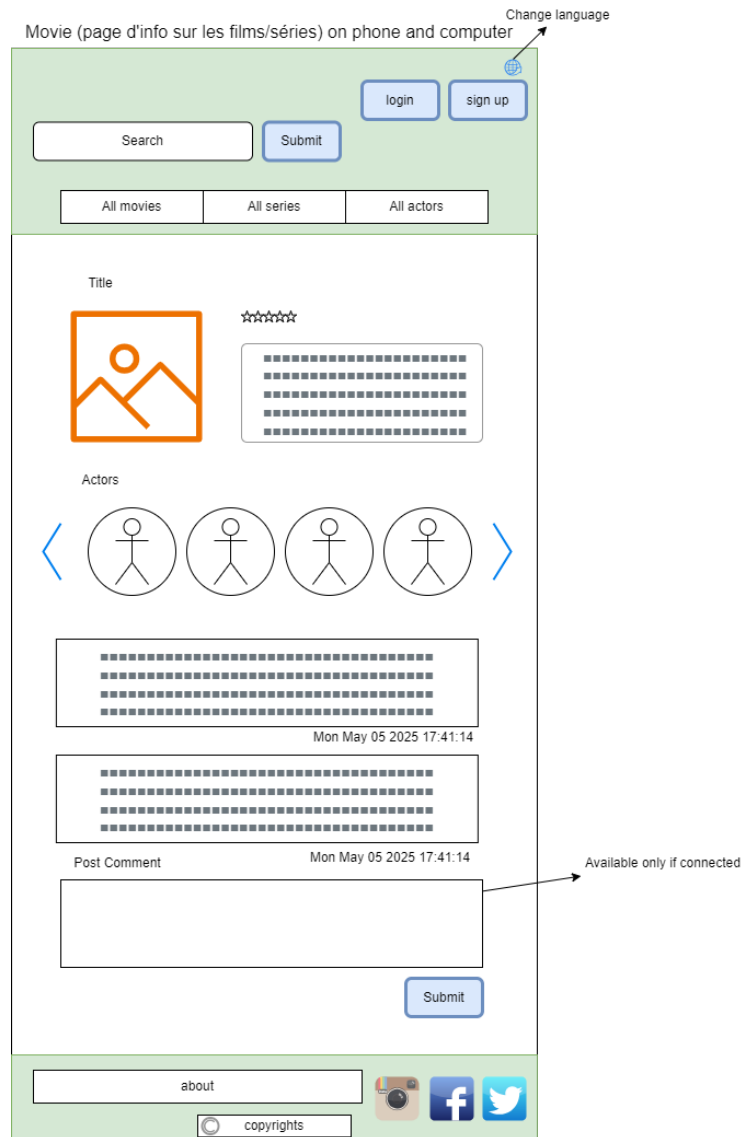 Change language
Movie (page d'info sur les films/séries) on phone and computer
login
sign up
Search
Submit
All movies
All series
All actors
Title
Actors
Mon May 05 2025 17:41:14
Mon May 05 2025 17:41:14
Post Comment
Available only if connected
Submit
about
copyrights